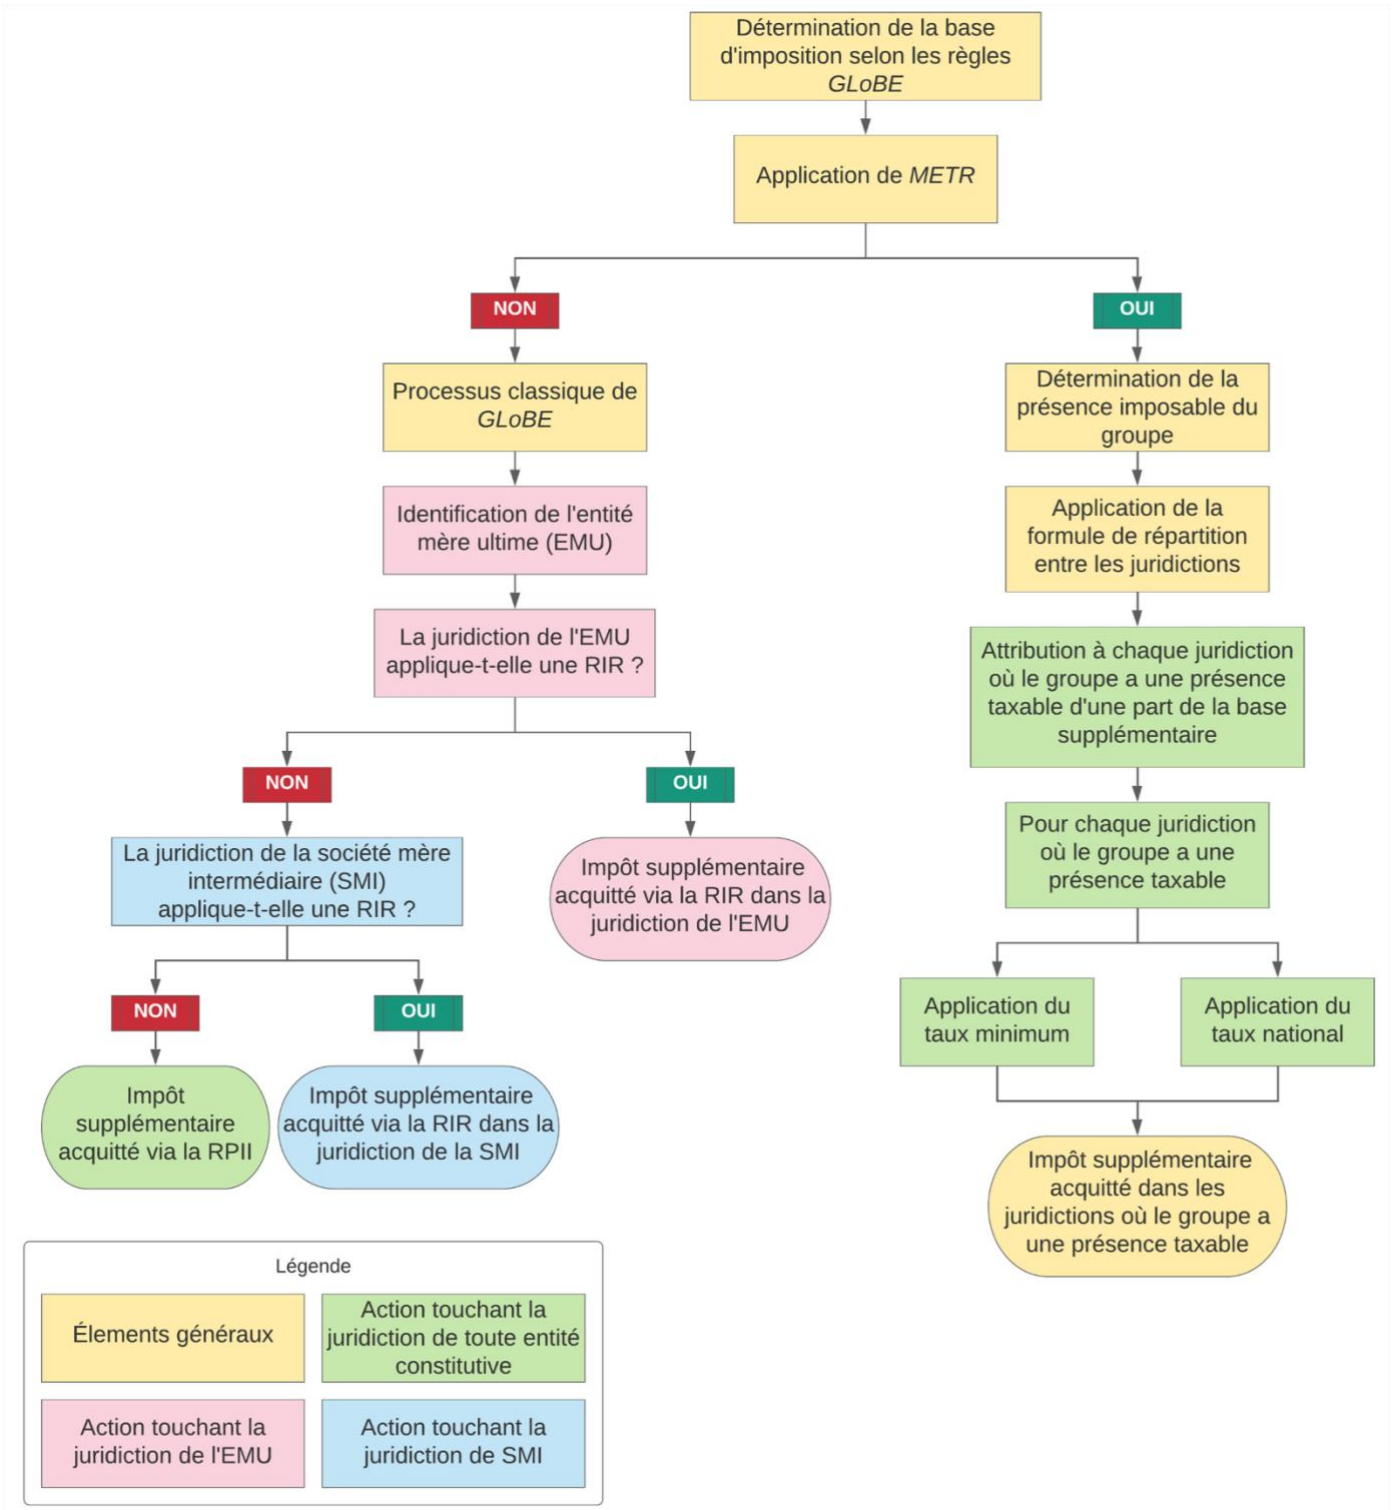 Détermination de la base
d'imposition selon les règles
GLoBE
Application de METR
NON
OUI
Processus classique de
GLoBE
Détermination de la
présence imposable du
groupe
Identification de l'entité
mère ultime (EMU)
Application de la
formule de répartition
entre les juridictions
La juridiction de l'EMU
applique-t-elle une RIR ?
Attribution à chaque juridiction
où le groupe a une présence
taxable d'une part de la base
supplémentaire
NON
OUI
La juridiction de la société mère
intermédiaire (SMI)
applique-t-elle une RIR ?
Impôt supplémentaire
acquitté via la RIR dans la
juridiction de l'EMU
Pour chaque juridiction
où le groupe a une
présence taxable
NON
OUI
Application du
taux minimum
Application du
taux national
Impôt
supplémentaire
acquitté via la RPII
Impôt supplémentaire
acquitté via la RIR dans la
juridiction de la SMI
Impôt supplémentaire
acquitté dans les
juridictions où le groupe a
une présence taxable
Légende
Élements généraux
Action touchant la
juridiction de toute entité
constitutive
Action touchant la
juridiction de l'EMU
Action touchant la
juridiction de SMI